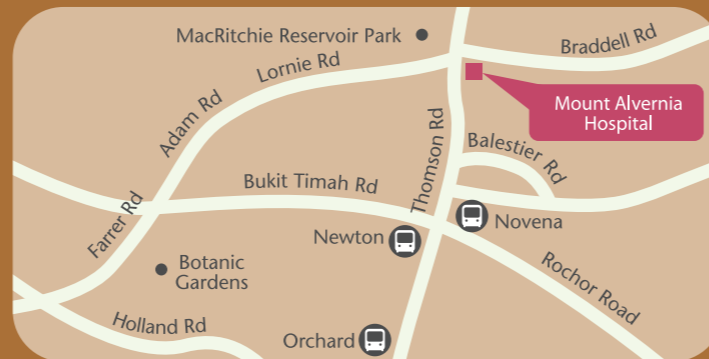 MacRitchie Reservoir Park
Braddell Rd
Lornie Rd
Mount Alvernia
Hospital
Adam Rd
Thomson Rd
Balestier Rd
Bukit Timah Rd
Farrer Rd
Newton
Novena
Botanic
Gardens
Rochor Road
Holland Rd
Orchard